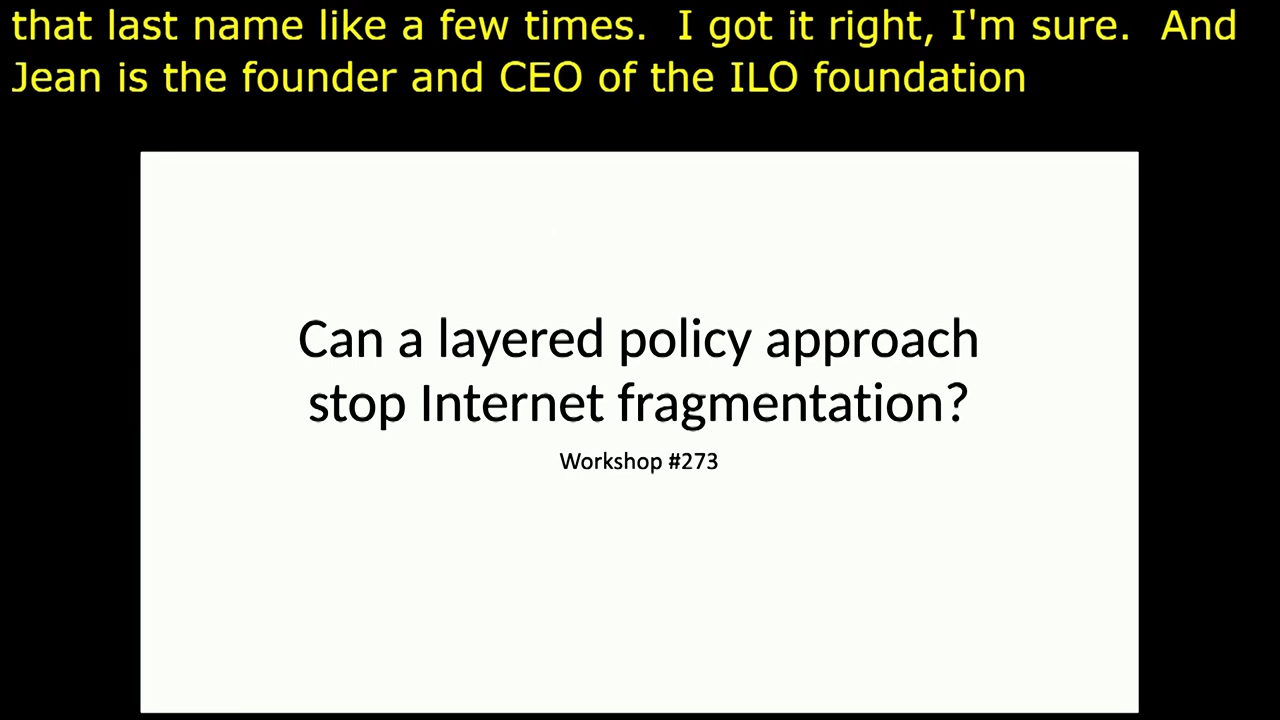 that last name like a few times.  I got it right, I'm sure.  And
Jean is the founder and CEO of the ILO foundation
Can a layered policy approach
stop Internet fragmentation?
Workshop #273